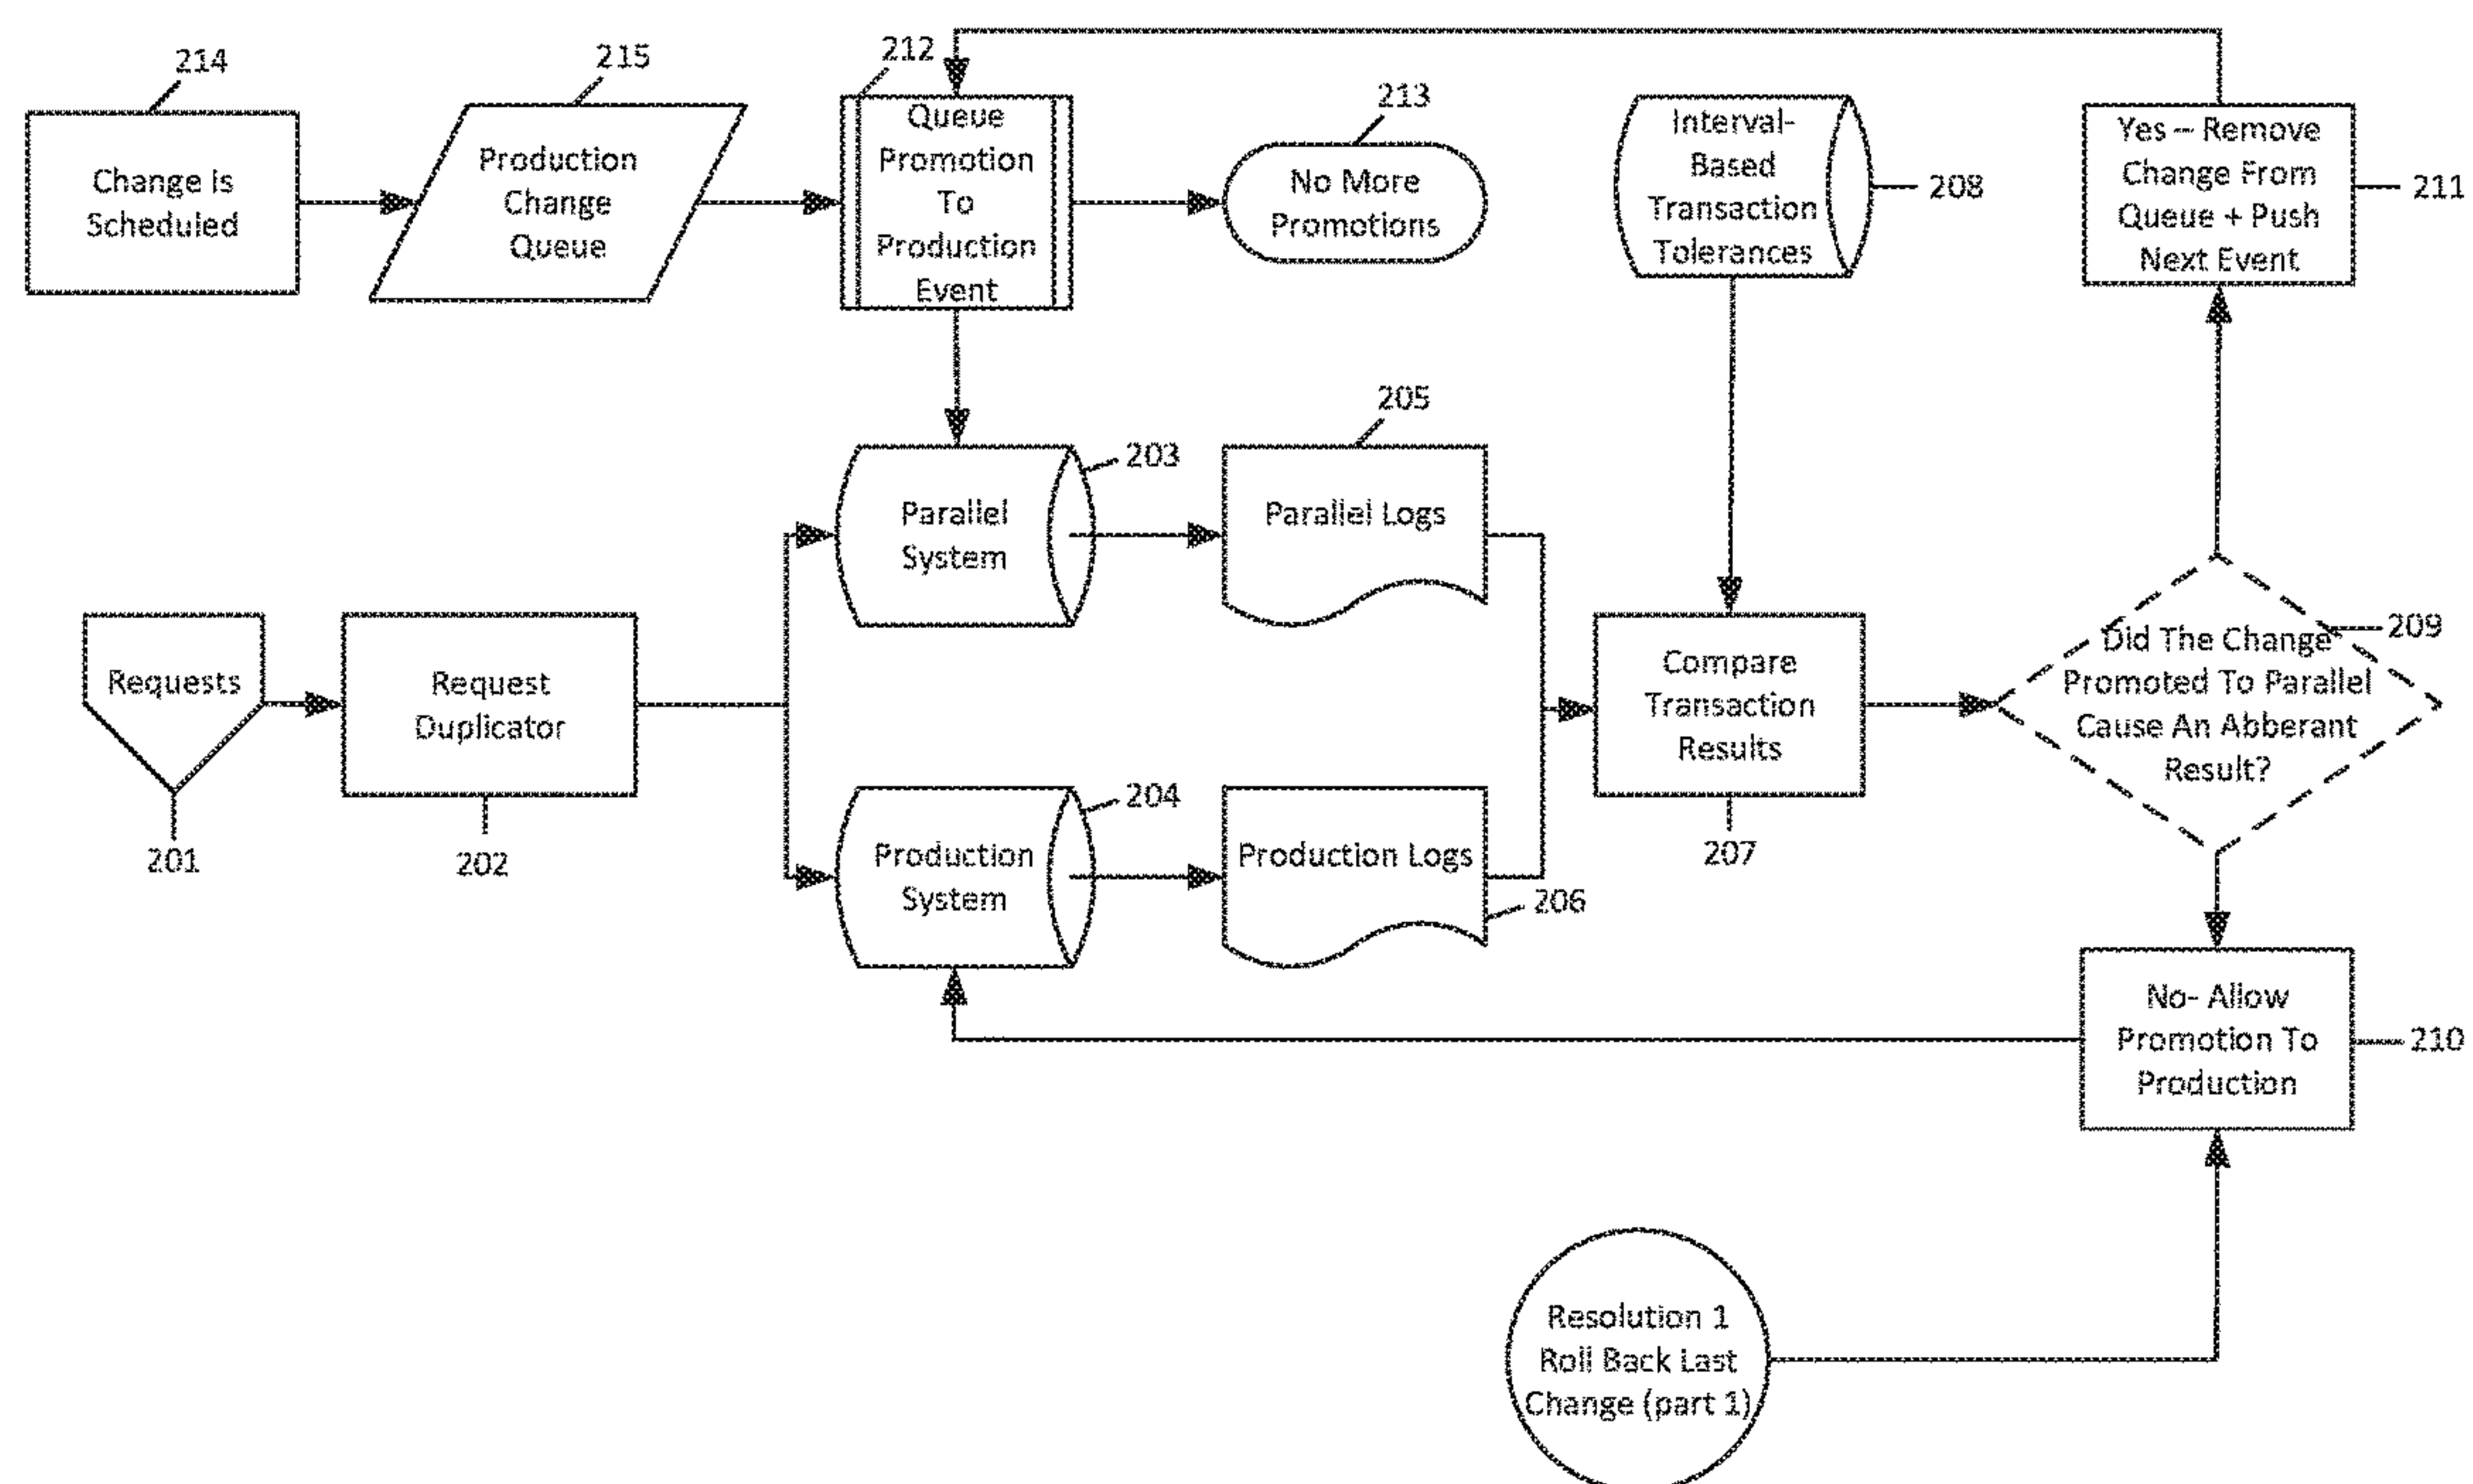 214
215
212
213
208
211
Change Is
Scheduled
Production
Change
Queue
Queue
Promotion
To
Production
Event
No More
Promotions
Interval-
Based
Transaction
Tolerances
Yes – Remove
Change From
Queue + Push
Next Event
203
205
Parallel
System
Parallel Logs
Requests
201
Request
Duplicator
202
204
Production
System
Production Logs
206
Compare
Transaction
Results
207
209
Did The Change
Promoted To Parallel
Cause An Abberant
Result?
No- Allow
Promotion To
Production
210
Resolution 1
Roll Back Last
Change (part 1)